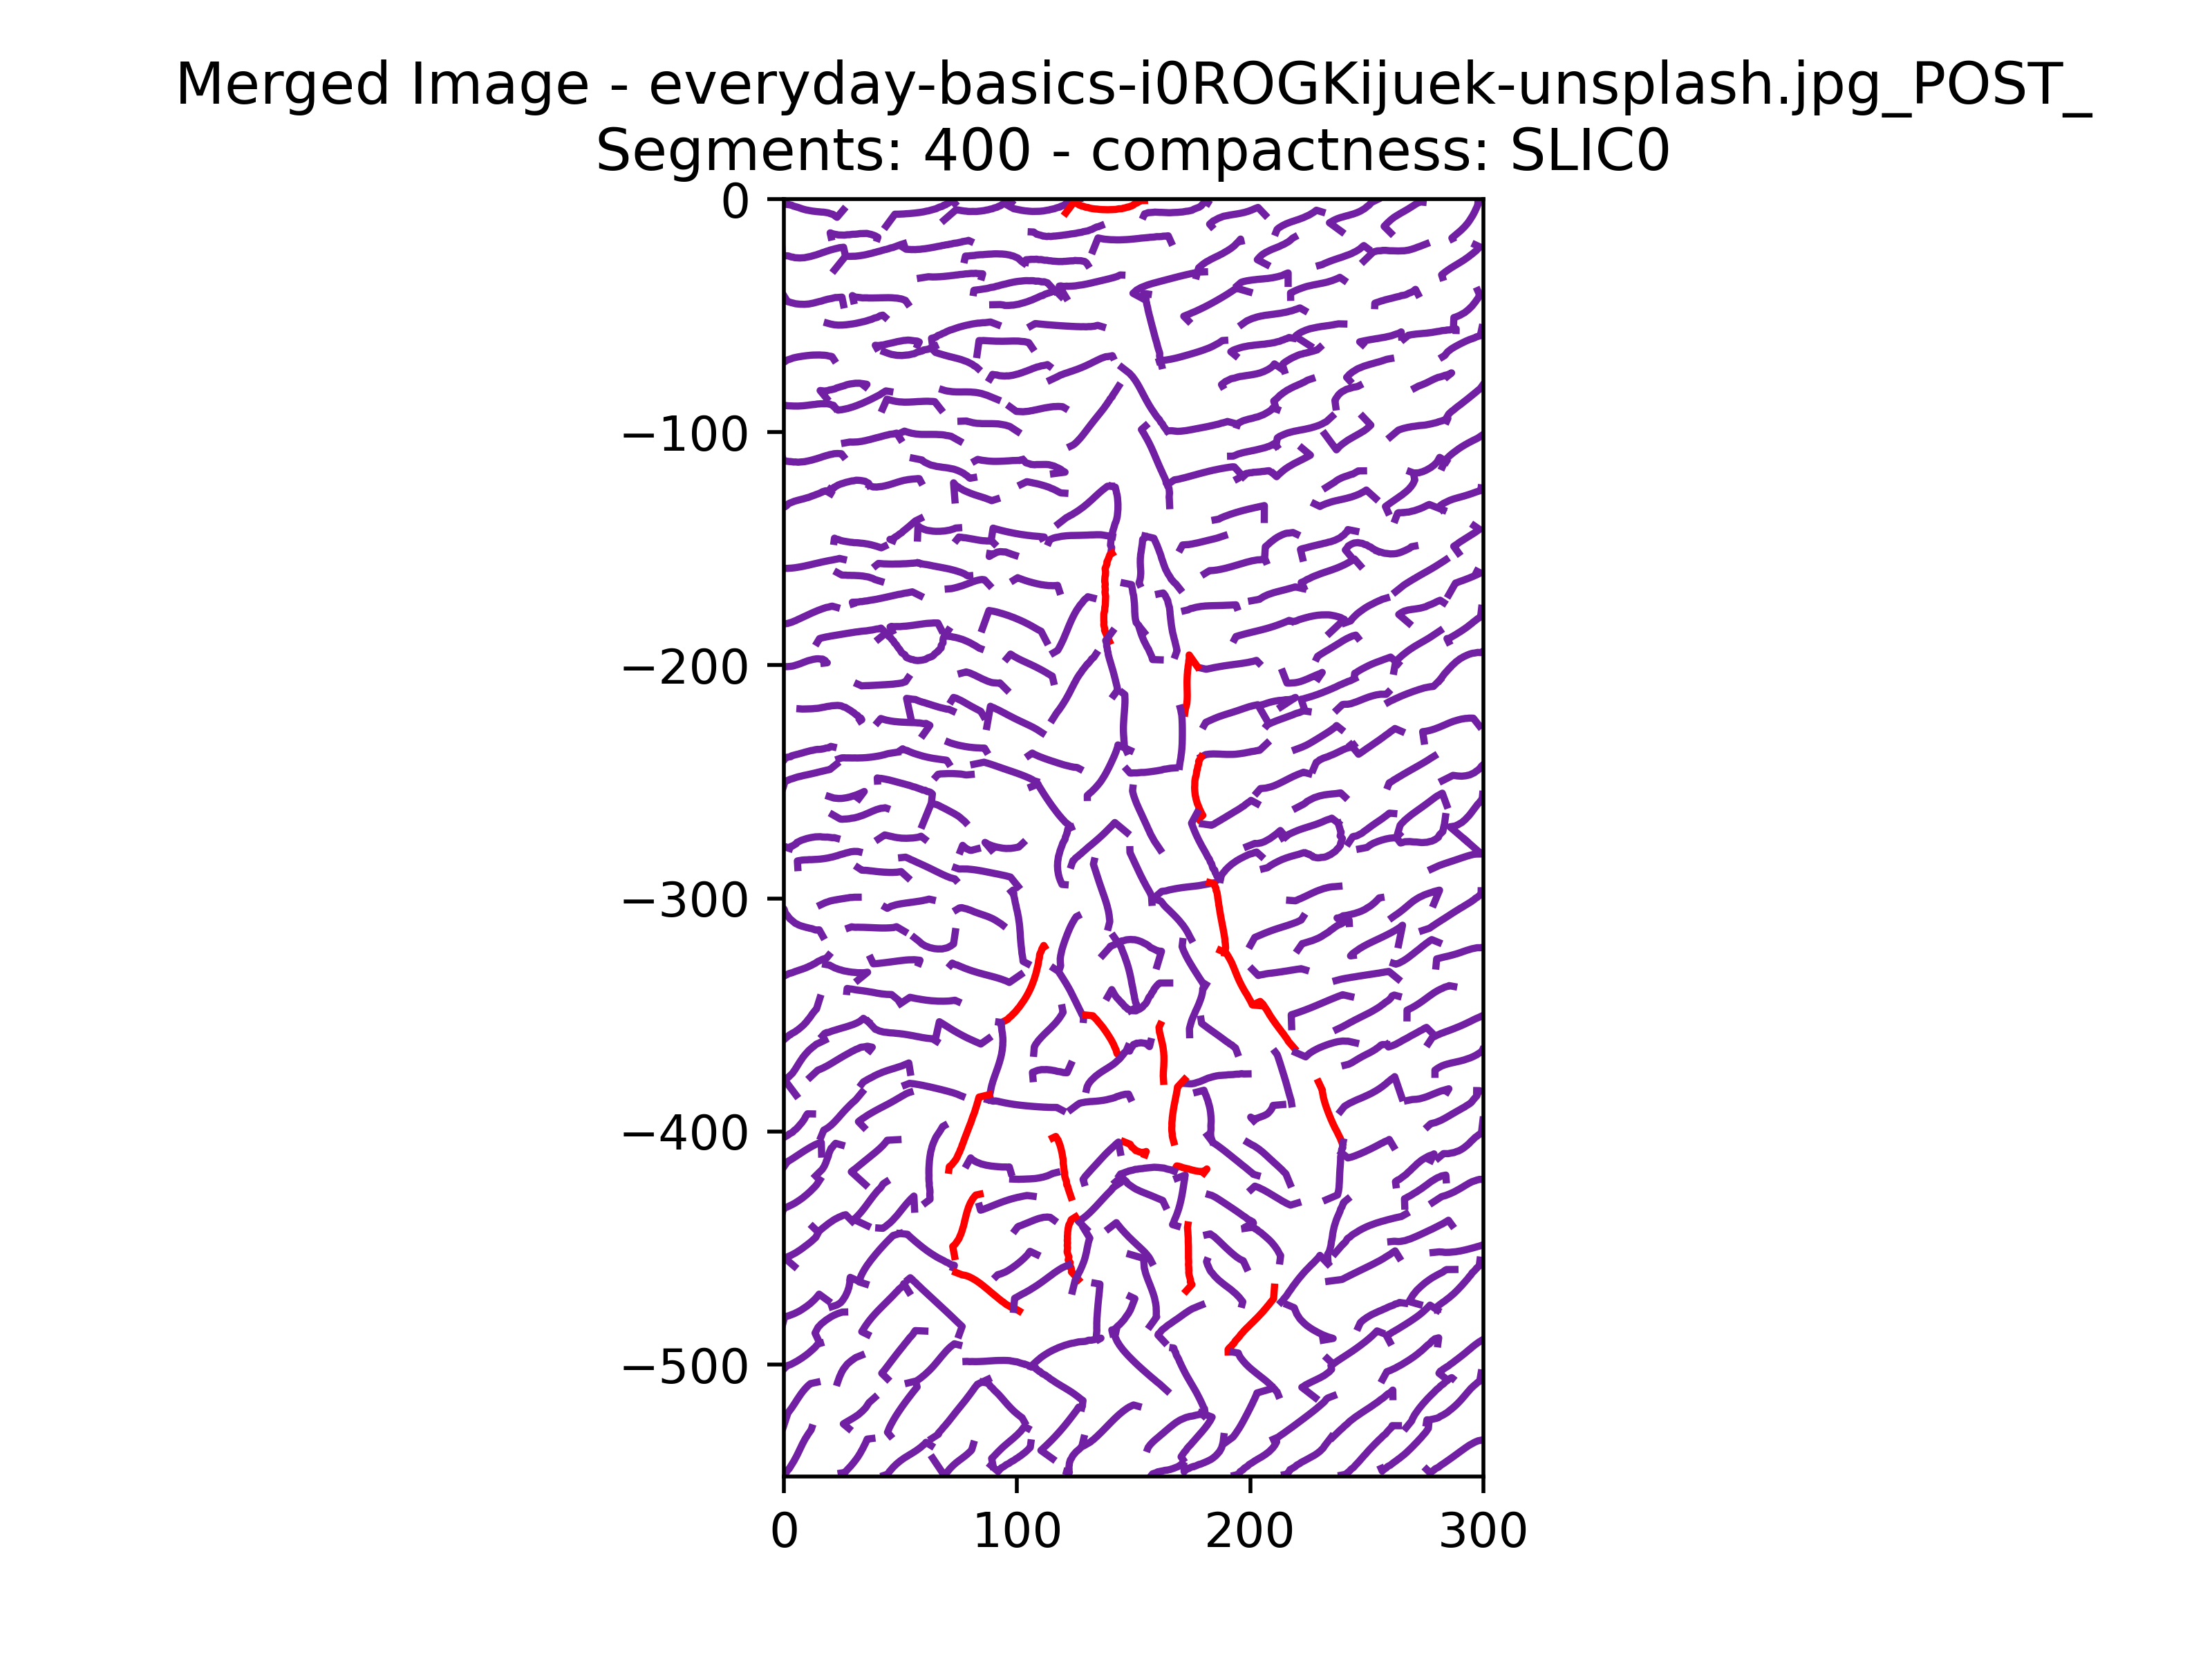 Merged Image - everyday-basics-i0ROGKijuek-unsplash.jpg_POST_
Segments: 400 - compactness: SLIC0
0
−100
−200
−300
−400
−500
0 100 200 300